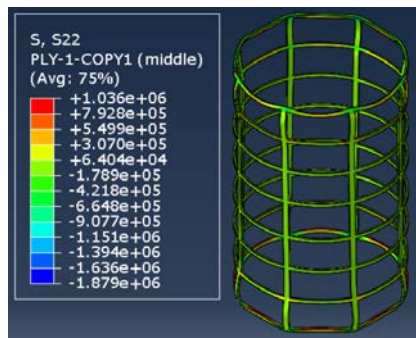 S, S22
PLY-1-COPY1 (middle)
(Avg: 75%)
+1.036e+06
+7.928e+05
+5.499e+05
+3.070e+05
+6.404e+04
-1.789e+05
-4.218e+05
-6.648e+05
-9.077e+05
-1.151e+06
-1.394e+06
-1.636e+06
-1.879e+06